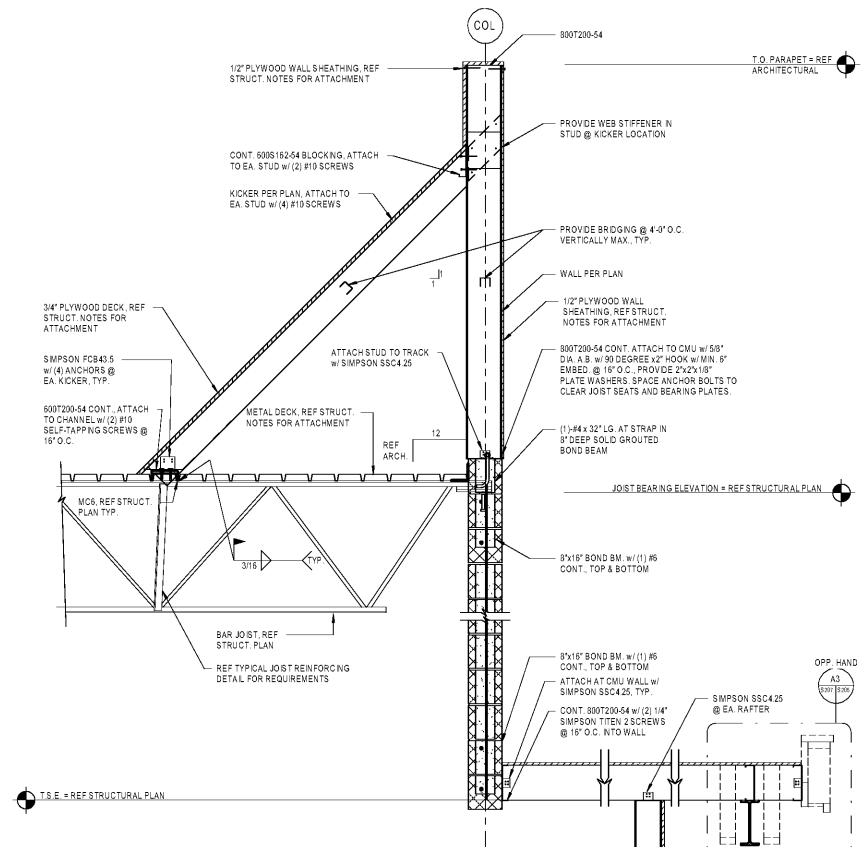 COL
800T200-54
T.O. PARAPET = REF
ARCHITECTURAL
1/2" PLYWOOD WALL SHEATHING, REF
STRUCT. NOTES FOR ATTACHMENT
PROVIDE WEB STIFFENER IN
STUD @ KICKER LOCATION
CONT. 600S162-54 BLOCKING, ATTACH
TO EA. STUD w/ (2) #10 SCREWS
KICKER PER PLAN, ATTACH TO
EA. STUD w/ (4) #10 SCREWS
PROVIDE BRIDGING @ 4'-0" O.C.
VERTICALLY MAX., TYP.
1
1
WALL PER PLAN
3/4" PLYWOOD DECK, REF
STRUCT. NOTES FOR
ATTACHMENT
1/2" PLYWOOD WALL
SHEATHING, REF STRUCT.
NOTES FOR ATTACHMENT
SIMPSON FCB43.5
w/ (4) ANCHORS @
EA. KICKER, TYP.
ATTACH STUD TO TRACK
w/ SIMPSON SSC4.25
800T200-54 CONT. ATTACH TO CMU w/ 5/8"
DIA. A.B. w/ 90 DEGREE x2" HOOK w/ MIN. 6"
EMBED. @ 16" O.C., PROVIDE 2"x2"x1/8"
PLATE WASHERS. SPACE ANCHOR BOLTS TO
CLEAR JOIST SEATS AND BEARING PLATES.
600T200-54 CONT., ATTACH
TO CHANNEL w/ (2) #10
SELF-TAPPING SCREWS @
16" O.C.
METAL DECK, REF STRUCT.
NOTES FOR ATTACHMENT
12
REF
ARCH.
(1)-#4 x 32" LG. AT STRAP IN
8" DEEP SOLID GROUTED
BOND BEAM
JOIST BEARING ELEVATION = REF STRUCTURAL PLAN
MC6, REF STRUCT.
PLAN TYP.
3/16
TYP.
8"x16" BOND BM. w/ (1) #6
CONT., TOP & BOTTOM
BAR JOIST, REF
STRUCT. PLAN
REF TYPICAL JOIST REINFORCING
DETAIL FOR REQUIREMENTS
8"x16" BOND BM. w/ (1) #6
CONT., TOP & BOTTOM
ATTACH AT CMU WALL w/
SIMPSON SSC4.25, TYP.
CONT. 800T200-54 w/ (2) 1/4"
SIMPSON TITEN 2 SCREWS
@ 16" O.C. INTO WALL
SIMPSON SSC4.25
@ EA. RAFTER
OPP. HAND
A3
S207 S205
T.S.E. = REF STRUCTURAL PLAN